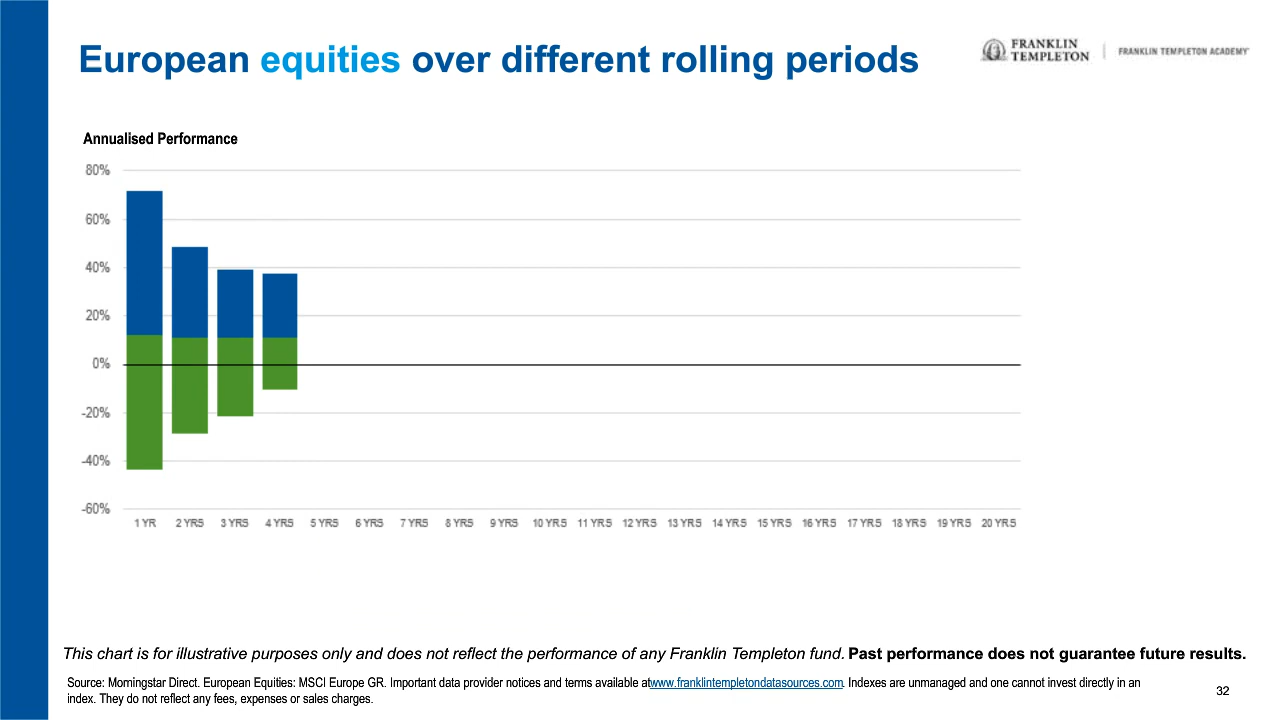 European equities over different rolling periods
FRANKLIN
TEMPLETON
FRANKLIN TEMPLETON ACADEMY
Annualised Performance
80%
60%
40%
20%
0%
-20%
-40%
-60%
1 YR 2 YRS 3 YRS 4 YRS 5 YRS 6 YRS 7 YRS 8 YRS 9 YRS 10 YRS 11 YRS 12 YRS 13 YRS 14 YRS 15 YRS 16 YRS 17 YRS 18 YRS 19 YRS 20 YRS
This chart is for illustrative purposes only and does not reflect the performance of any Franklin Templeton fund. Past performance does not guarantee future results.
Source: Morningstar Direct. European Equities: MSCI Europe GR. Important data provider notices and terms available atwww.franklintempletondatasources.com. Indexes are unmanaged and one cannot invest directly in an
index. They do not reflect any fees, expenses or sales charges.
32